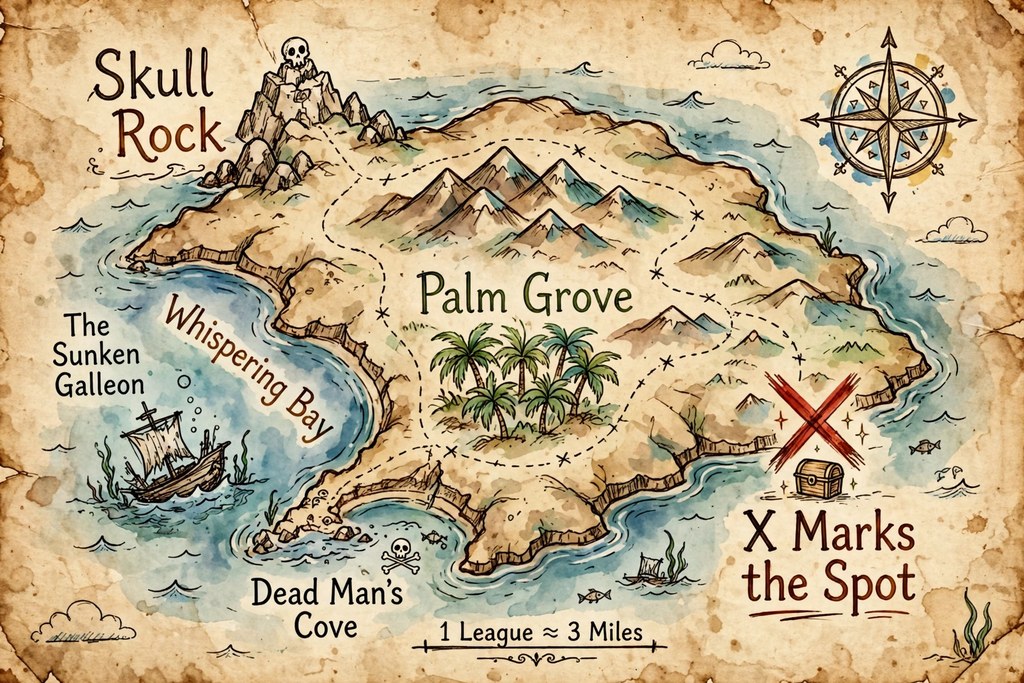 Skull
Rock
Palm Grove
Whispering Bay
The
Sunken
Galleon
X Marks
the Spot
Dead Man's
Cove
1 League ≈ 3 Miles